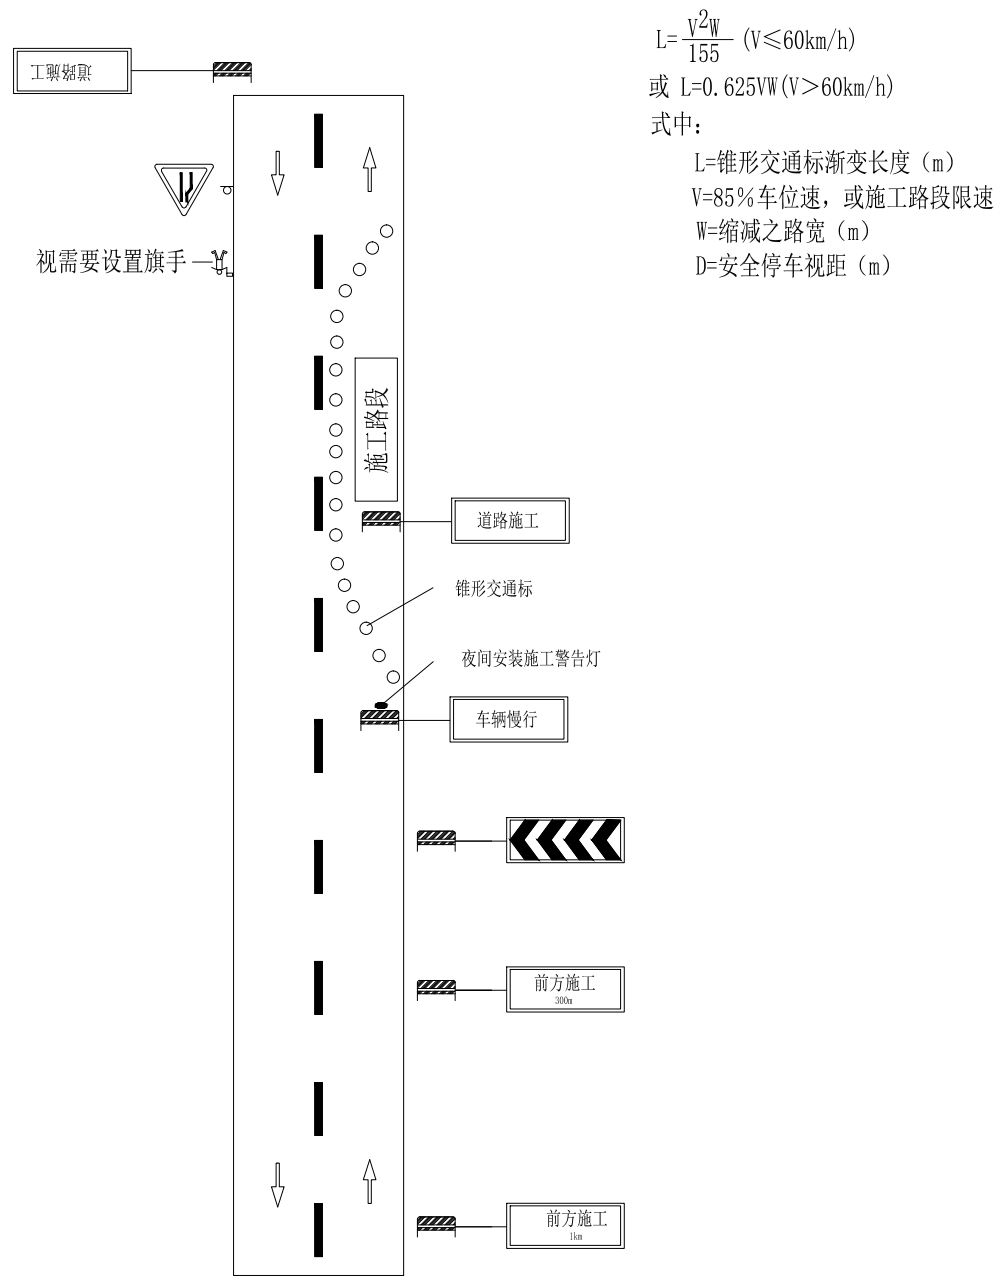 L=V²W/155 (V≤60km/h)
或 L=0.625VW(V＞60km/h)
式中：
L=锥形交通标渐变长度（m）
V=85%车位速，或施工路段限速
W=缩减之路宽（m）
D=安全停车视距（m）
道路施工
视需要设置旗手
施工路段
道路施工
锥形交通标
夜间安装施工警告灯
车辆慢行
前方施工
300m
前方施工
1km